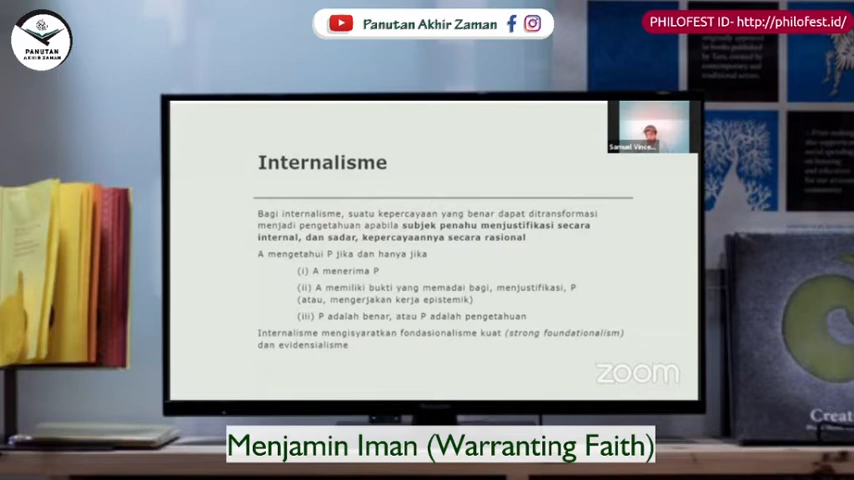 PANUTAN
AKHIR ZAMAN
Panutan Akhir Zaman
PHILOFEST ID- http://philofest.id/
Samuel Vince...
Internalisme
Bagi internalisme, suatu kepercayaan yang benar dapat ditransformasi
menjadi pengetahuan apabila subjek penahu menjustifikasi secara
internal, dan sadar, kepercayaannya secara rasional
A mengetahui P jika dan hanya jika
(i) A menerima P
(ii) A memiliki bukti yang memadai bagi, menjustifikasi, P
(atau, mengerjakan kerja epistemik)
(iii) P adalah benar, atau P adalah pengetahuan
Internalisme mengisyaratkan fondasionalisme kuat (strong foundationalism)
dan evidensialisme
zoom
Creat
Menjamin Iman (Warranting Faith)